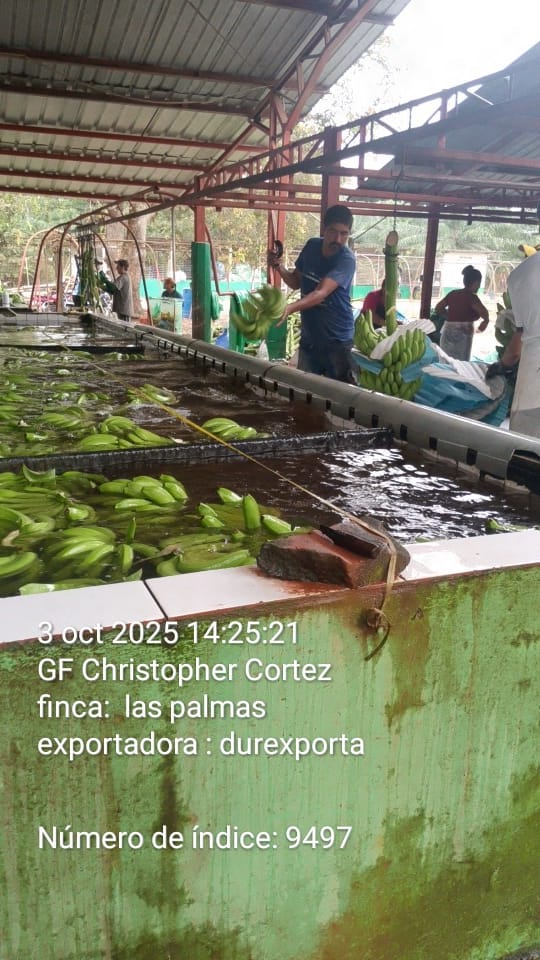 3 oct 2025 14:25:21
GF Christopher Cortez
finca: las palmas
exportadora : durexporta
Número de índice: 9497